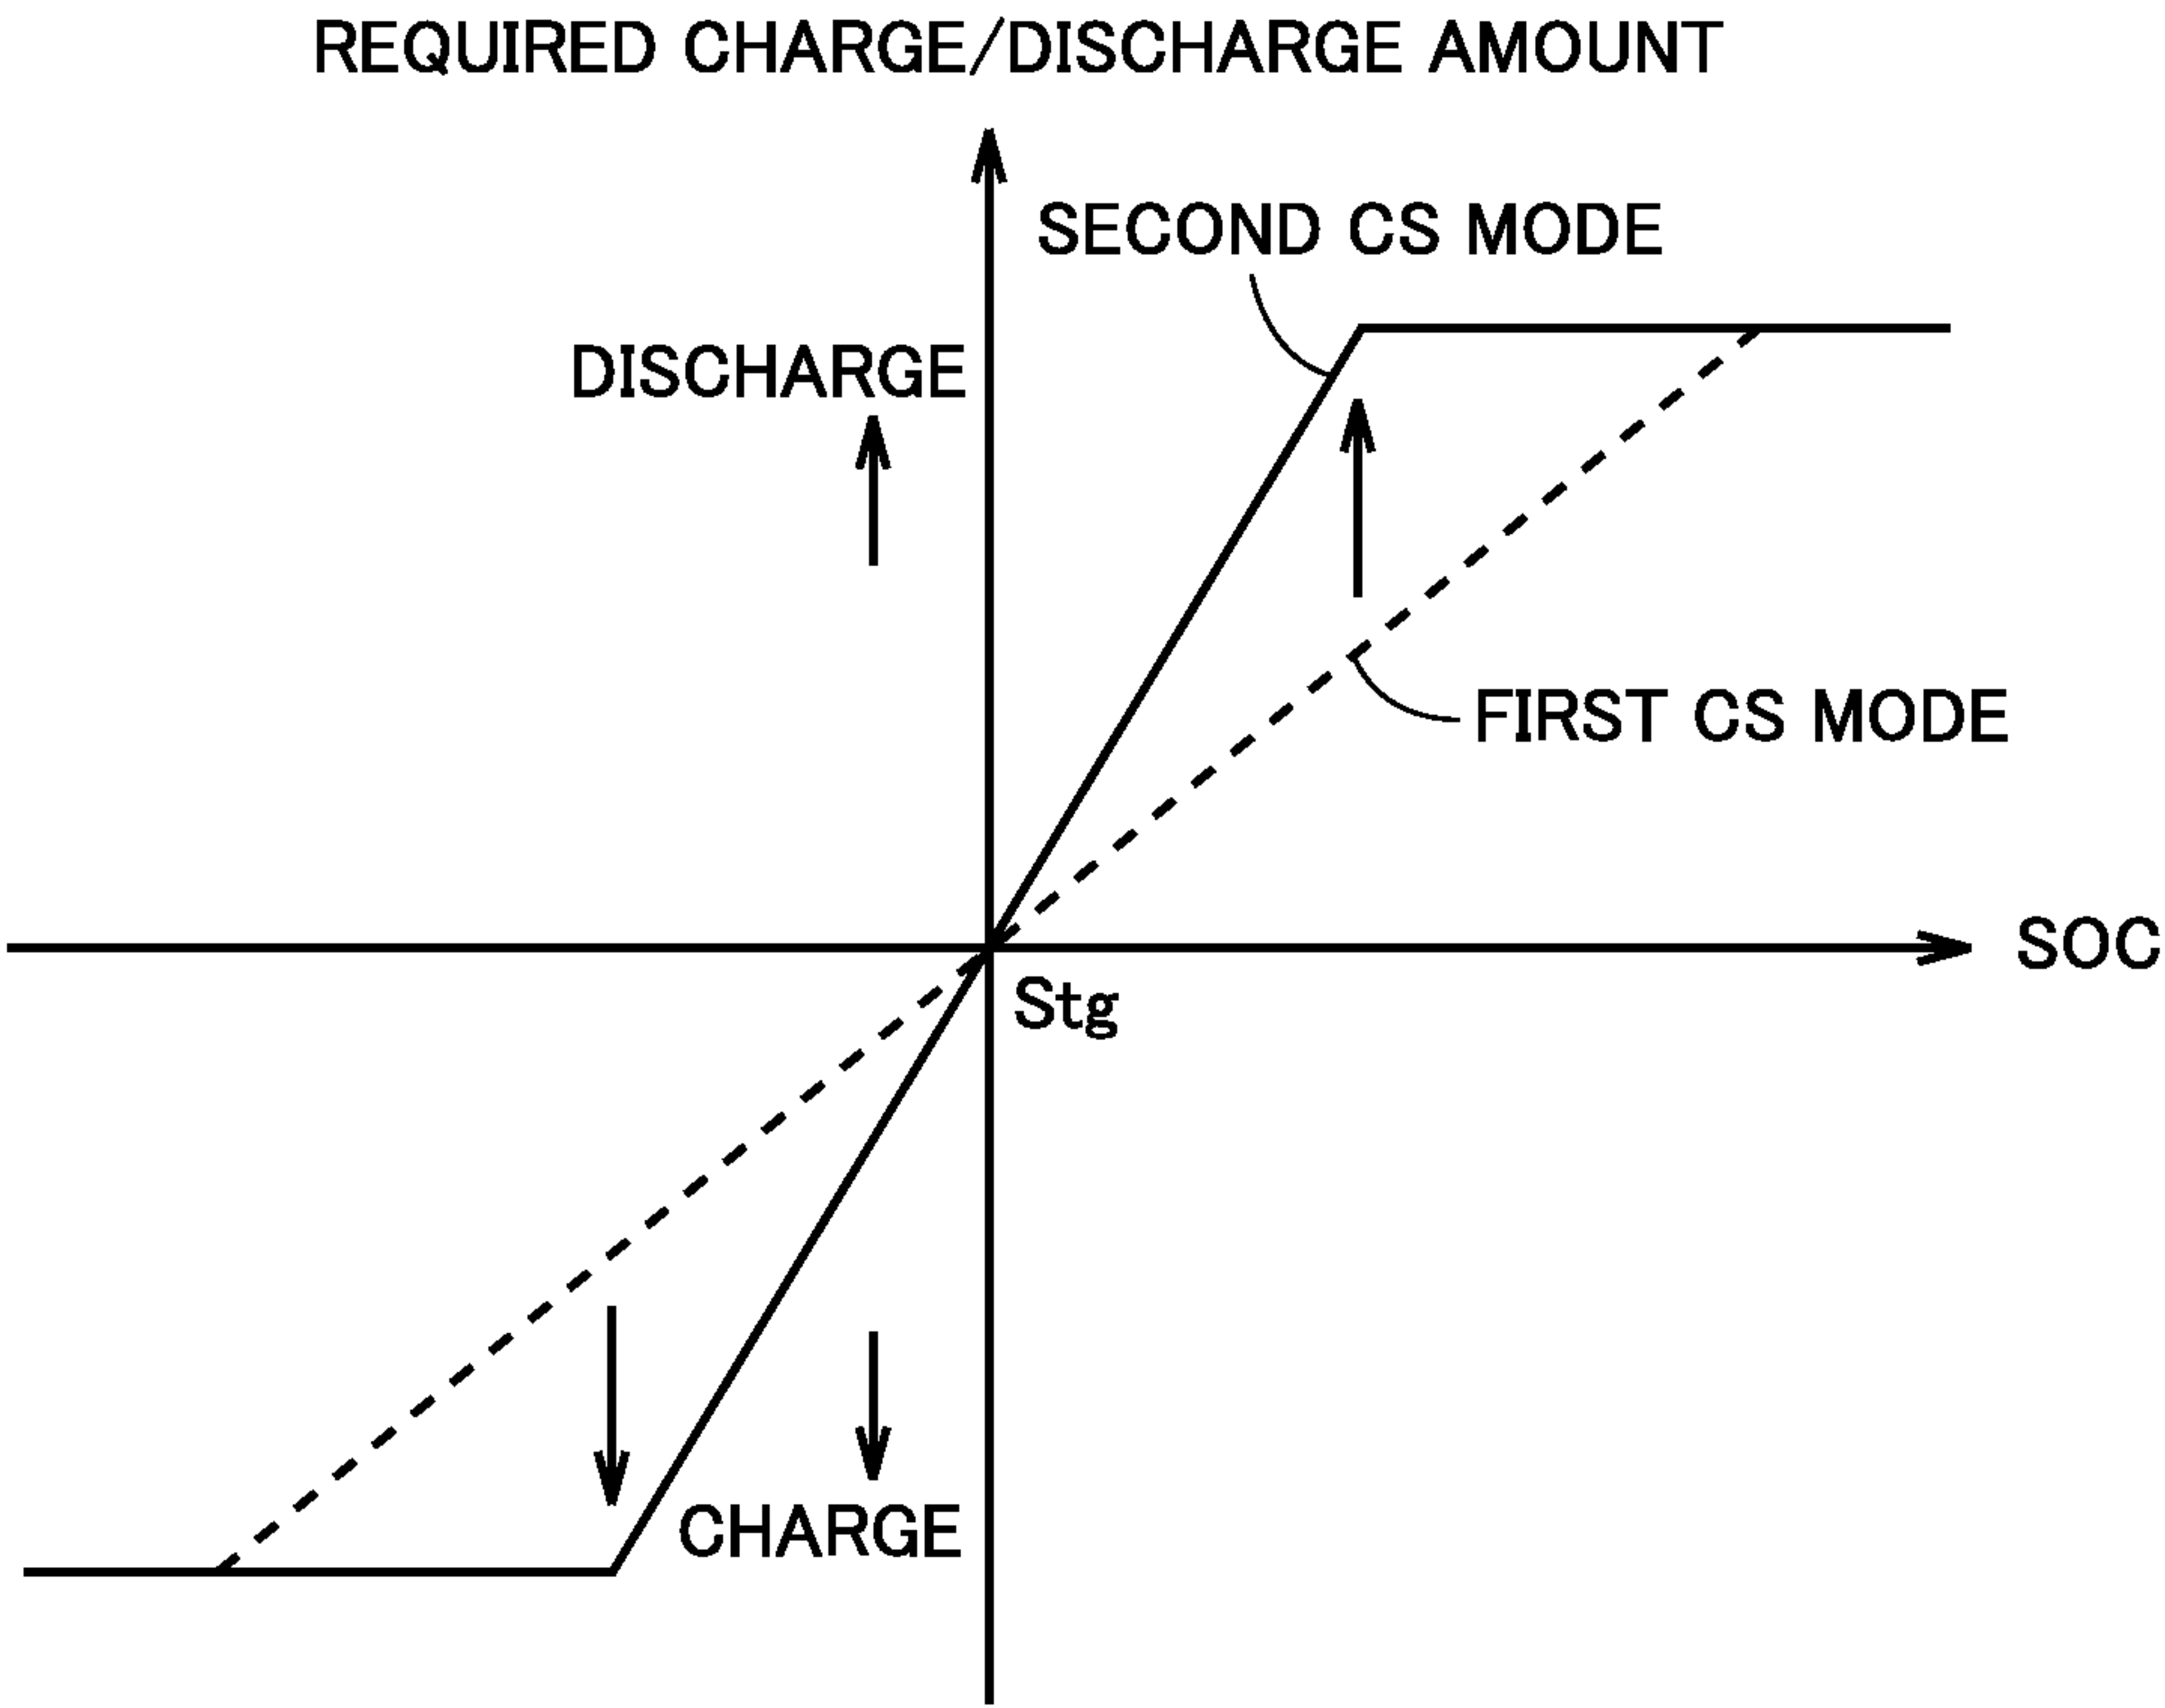 REQUIRED CHARGE/DISCHARGE AMOUNT
SECOND CS MODE
DISCHARGE
FIRST CS MODE
SOC
Stg
CHARGE